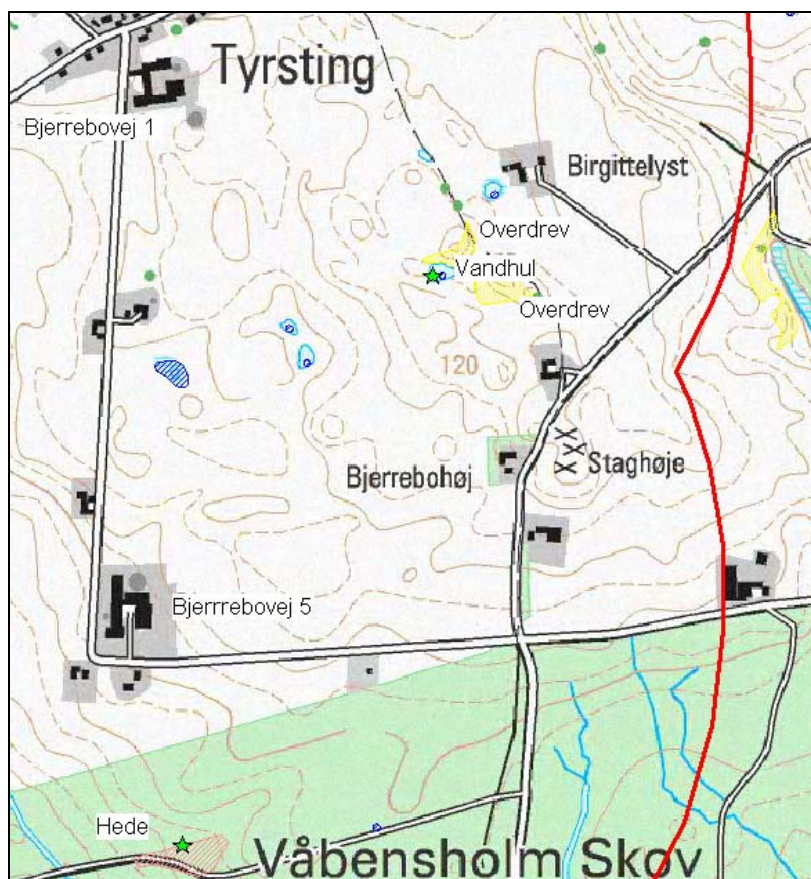 Tyrsting
Bjerrebovej 1
Birgittelyst
Overdrev
Vandhul
Overdrev
120
Bjerrebohøj
Staghøje
Bjerrrebovej 5
Hede
Våbensholm Skov